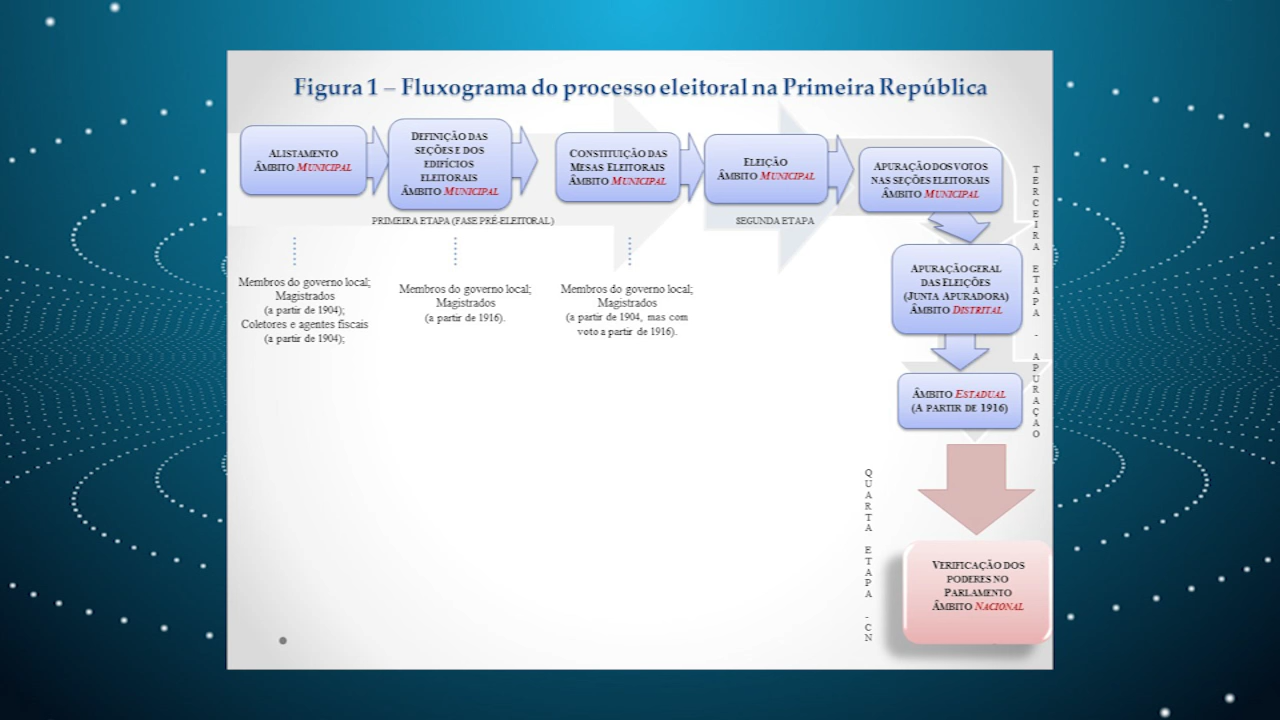 Figura 1 – Fluxograma do processo eleitoral na Primeira República
ALISTAMENTO
ÂMBITO MUNICIPAL
DEFINIÇÃO DAS
SEÇÕES E DOS
EDIFÍCIOS
ELEITORAIS
ÂMBITO MUNICIPAL
CONSTITUIÇÃO DAS
MESAS ELEITORAIS
ÂMBITO MUNICIPAL
ELEIÇÃO
ÂMBITO MUNICIPAL
APURAÇÃO DOS VOTOS
NAS SEÇÕES ELEITORAIS
ÂMBITO MUNICIPAL
PRIMEIRA ETAPA (FASE PRÉ-ELEITORAL)
SEGUNDA ETAPA
Membros do governo local;
Magistrados
(a partir de 1904);
Coletores e agentes fiscais
(a partir de 1904);
Membros do governo local;
Magistrados
(a partir de 1916).
Membros do governo local;
Magistrados
(a partir de 1904, mas com
voto a partir de 1916).
APURAÇÃO GERAL
DAS ELEIÇÕES
(JUNTA APURADORA)
ÂMBITO DISTRITAL
ÂMBITO ESTADUAL
(A PARTIR DE 1916)
TERCEIRA ETAPA - APURAÇAO
QUARTA ETAPA - CN
VERIFICAÇÃO DOS
PODERES NO
PARLAMENTO
ÂMBITO NACIONAL